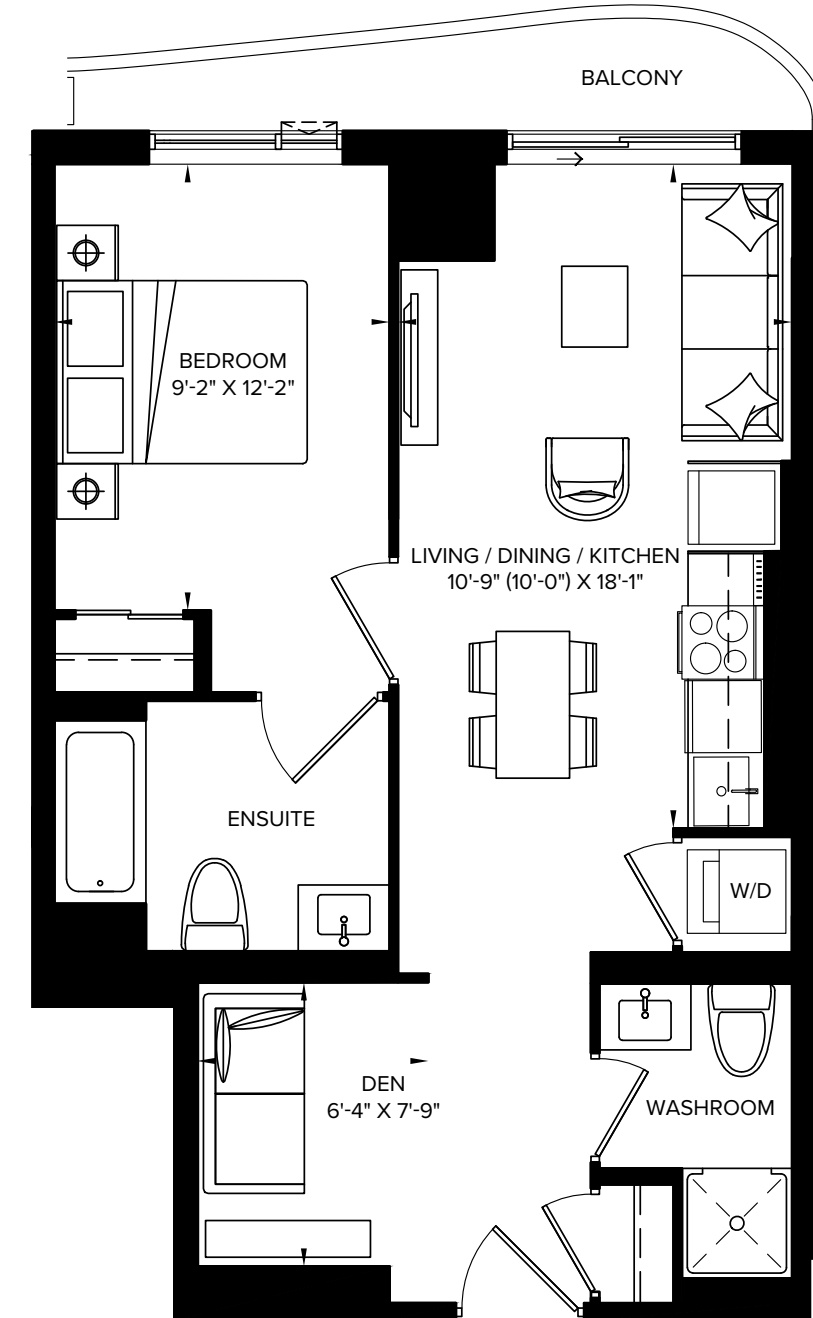 BALCONY
BEDROOM
9'-2" X 12'-2"
LIVING / DINING / KITCHEN
10'-9" (10'-0") X 18'-1"
ENSUITE
W/D
DEN
6'-4" X 7'-9"
WASHROOM